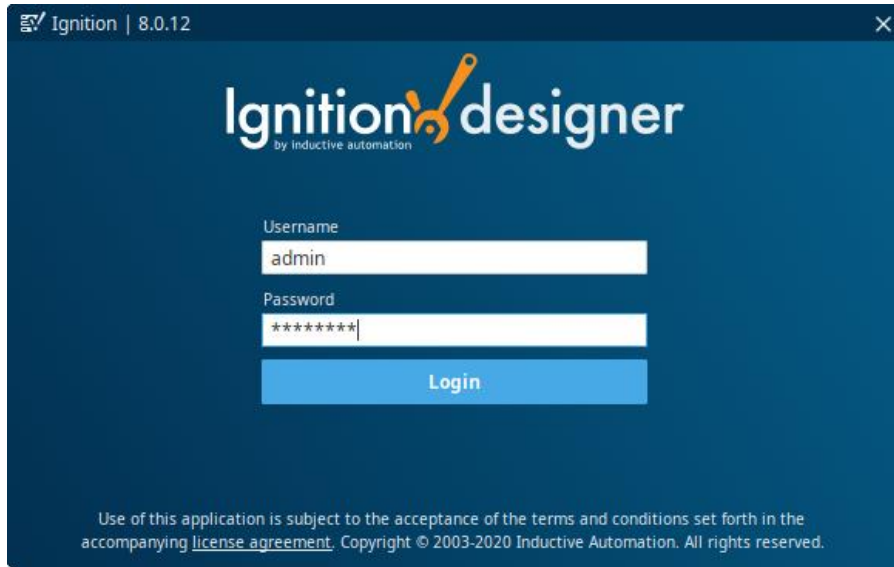 Ignition | 8.0.12
Ignition designer
by inductive automation
Username
admin
Password
********
Login
Use of this application is subject to the acceptance of the terms and conditions set forth in the
accompanying license agreement. Copyright © 2003-2020 Inductive Automation. All rights reserved.